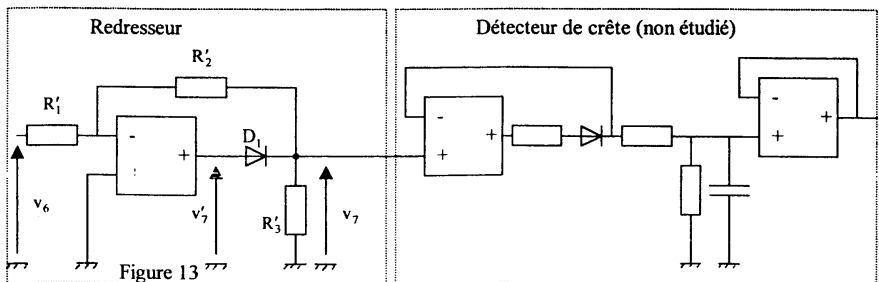 Redresseur
Détecteur de crête (non étudié)
R'₂
R'₁
-
+
D₁
-
+
+
-
+
+
v₆
v'₇
R'₃
v₇
Figure 13